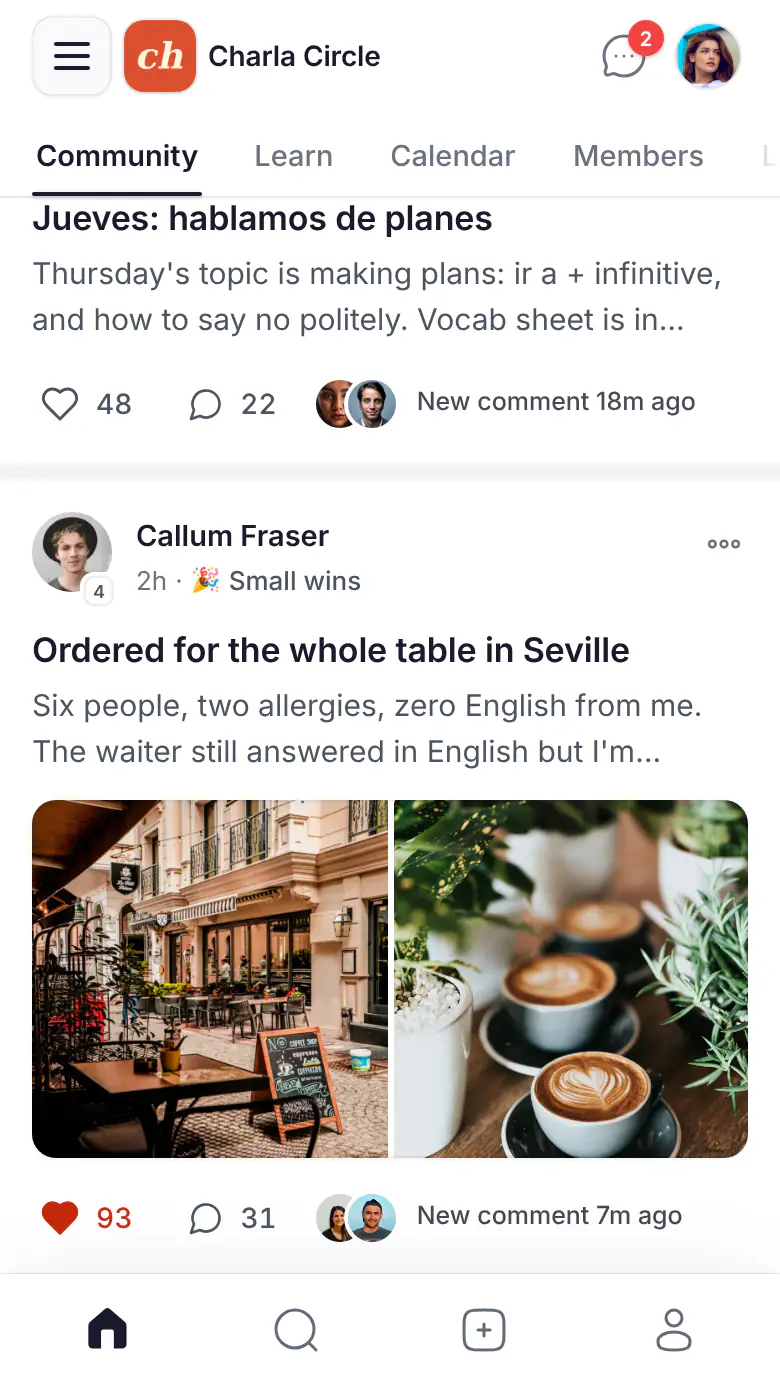 ch
Charla Circle
2
Community
Learn
Calendar
Members
Jueves: hablamos de planes
Thursday's topic is making plans: ir a + infinitive,
and how to say no politely. Vocab sheet is in...
48
22
New comment 18m ago
Callum Fraser
4
2h · 🎉 Small wins
Ordered for the whole table in Seville
Six people, two allergies, zero English from me.
The waiter still answered in English but I'm...
COFFEE SHOP
espresso
93
31
New comment 7m ago